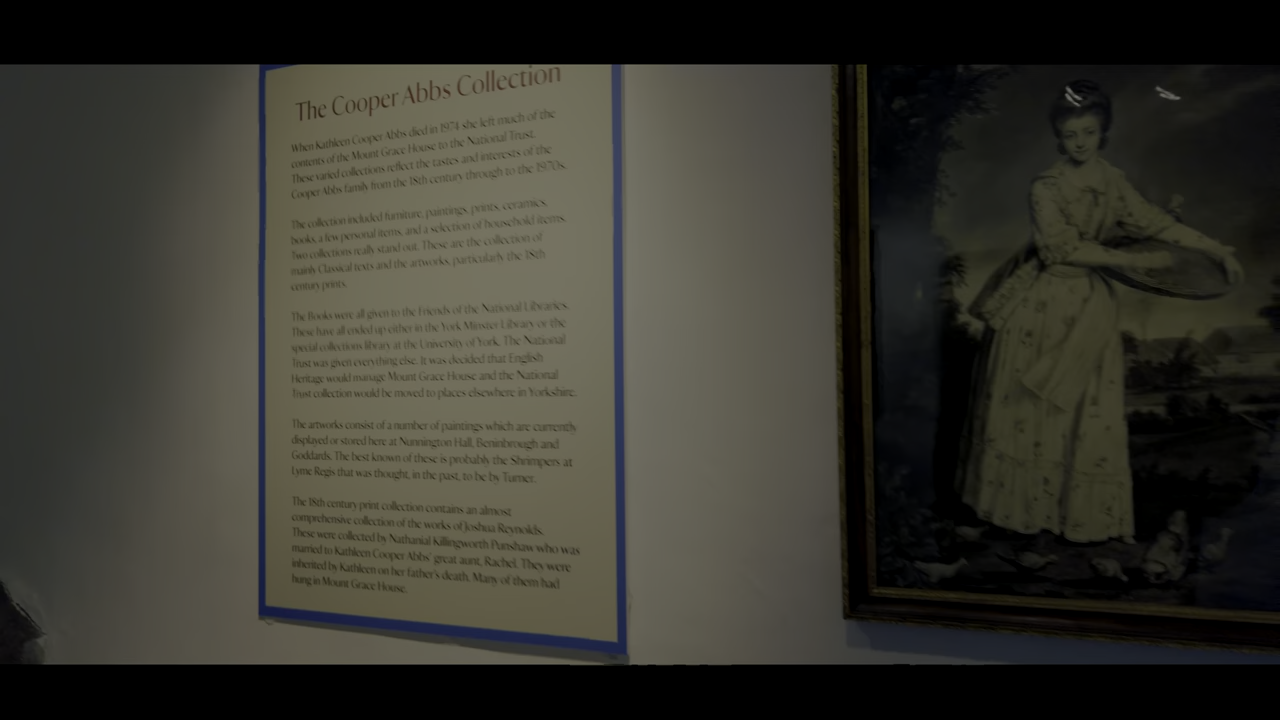 The Cooper Abbs Collection
When Kathleen Cooper Abbs died in 1974 she left much of the
contents of the Mount Grace House to the National Trust.
These varied collections reflect the tastes and interests of the
Cooper Abbs family from the 18th century through to the 1970s.
The collection included furniture, paintings, prints, ceramics,
books, a few personal items, and a selection of household items.
Two collections really stand out. These are the collection of
mainly Classical texts and the artworks, particularly the 18th
century prints.
The Books were all given to the Friends of the National Libraries.
These have all ended up either in the York Minster Library or the
special collections library at the University of York. The National
Trust was given everything else. It was decided that English
Heritage would manage Mount Grace House and the National
Trust collection would be moved to places elsewhere in Yorkshire.
The artworks consist of a number of paintings which are currently
displayed or stored here at Nunnington Hall, Beninbrough and
Goddards. The best known of these is probably the Shrimpers at
Lyme Regis that was thought, in the past, to be by Turner.
The 18th century print collection contains an almost
comprehensive collection of the works of Joshua Reynolds.
These were collected by Nathanial Killingworth Punshaw who was
married to Kathleen Cooper Abbs' great aunt, Rachel. They were
inherited by Kathleen on her father's death. Many of them had
hung in Mount Grace House.